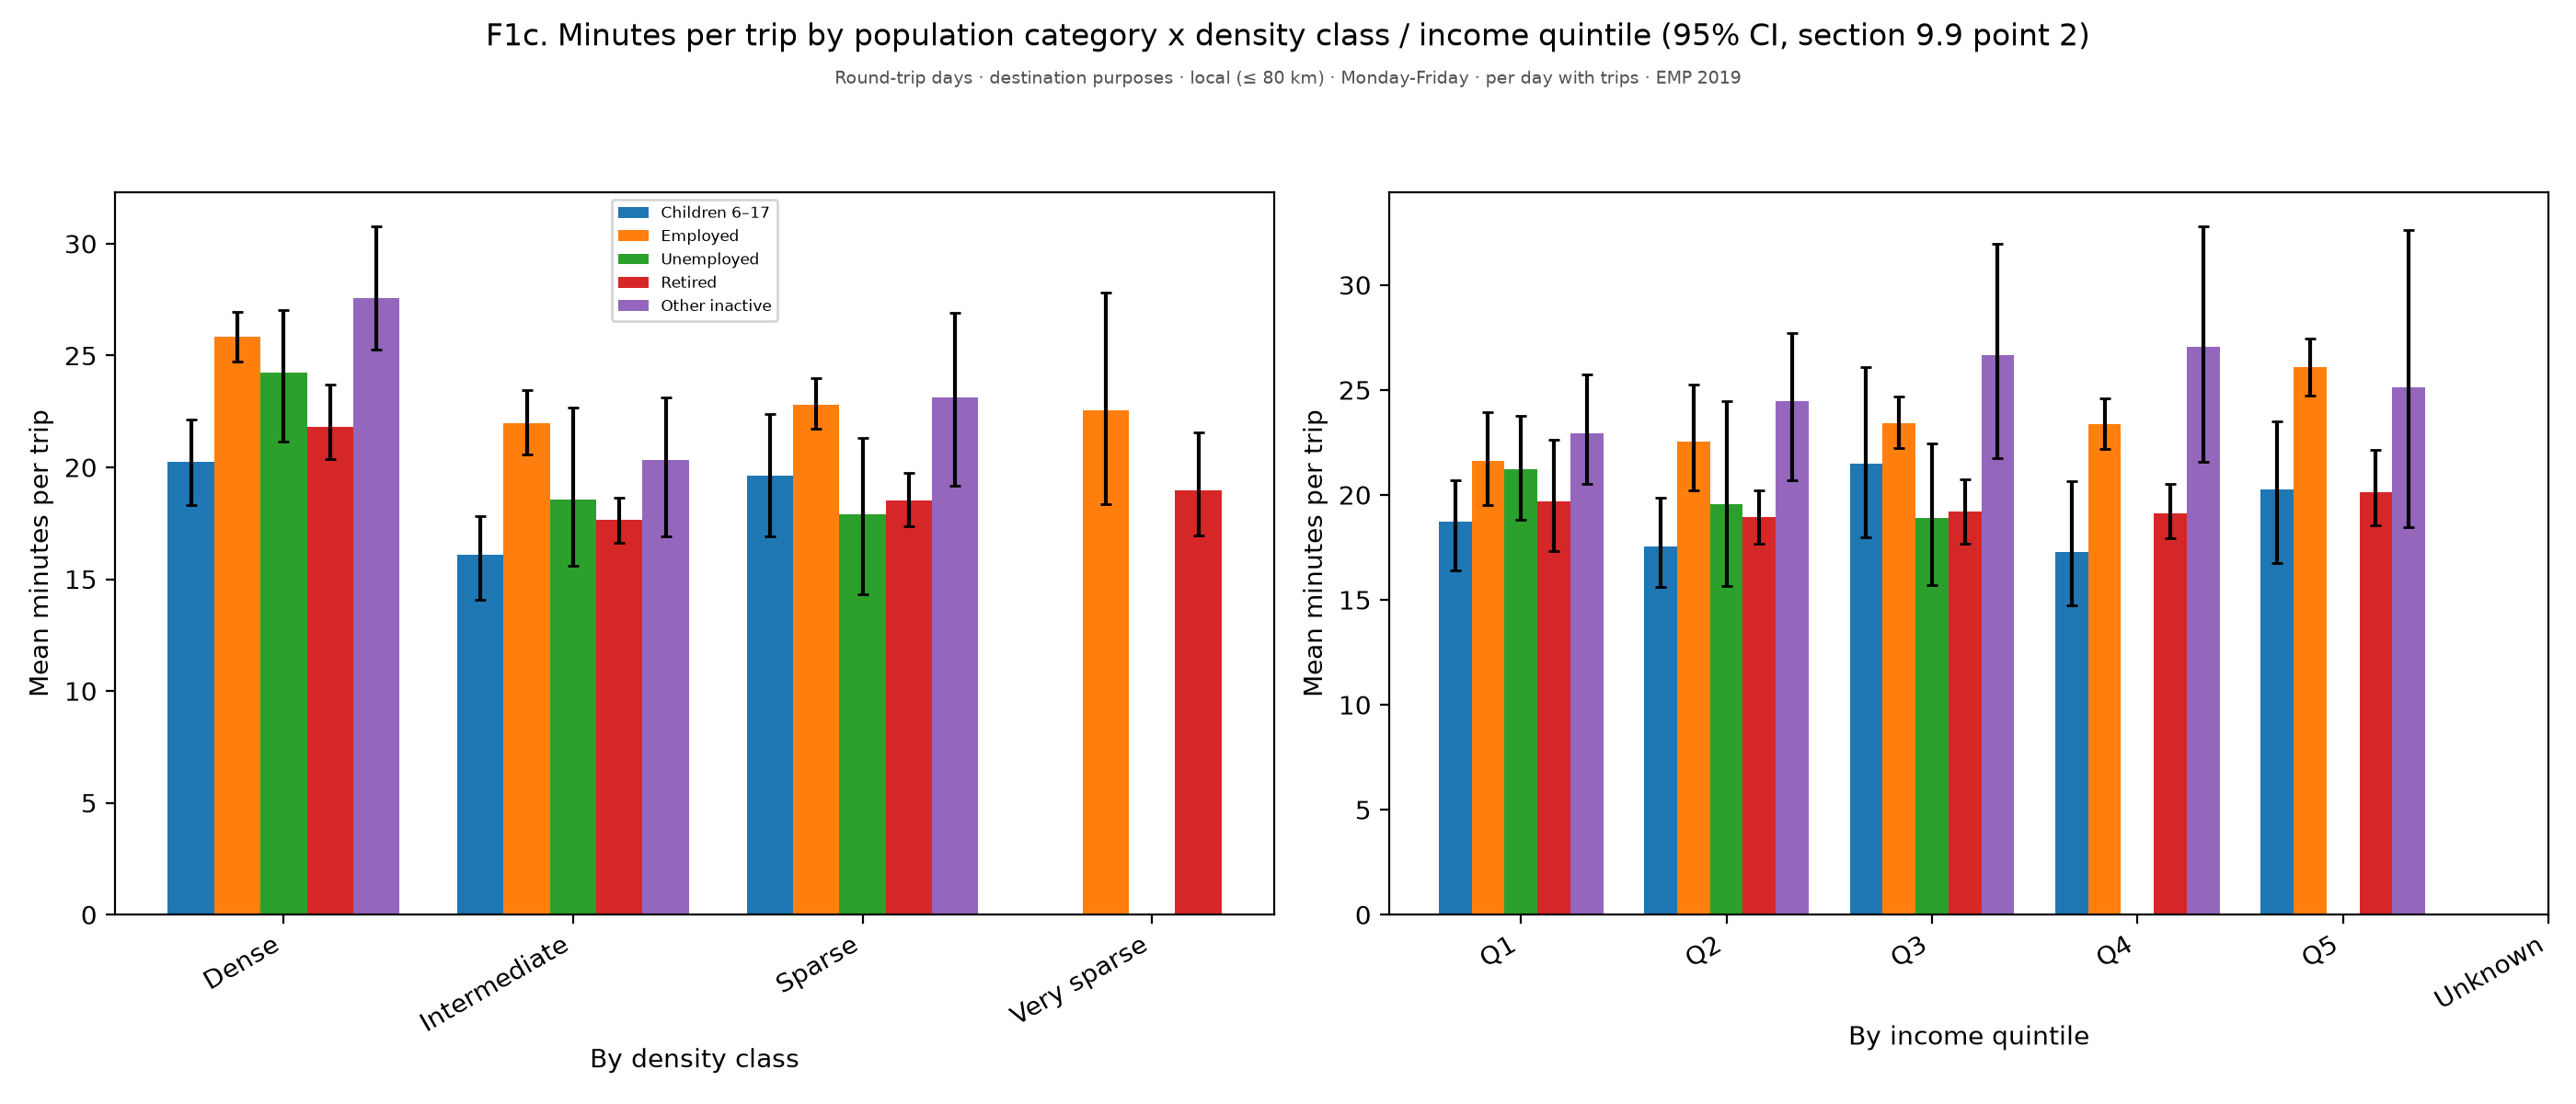 F1c. Minutes per trip by population category x density class / income quintile (95% CI, section 9.9 point 2)
Round-trip days · destination purposes · local (≤ 80 km) · Monday-Friday · per day with trips · EMP 2019
Mean minutes per trip
30
25
20
15
10
5
0
Children 6–17
Employed
Unemployed
Retired
Other inactive
Dense
Intermediate
Sparse
Very sparse
By density class
Mean minutes per trip
30
25
20
15
10
5
0
Q1
Q2
Q3
Q4
Q5
Unknown
By income quintile